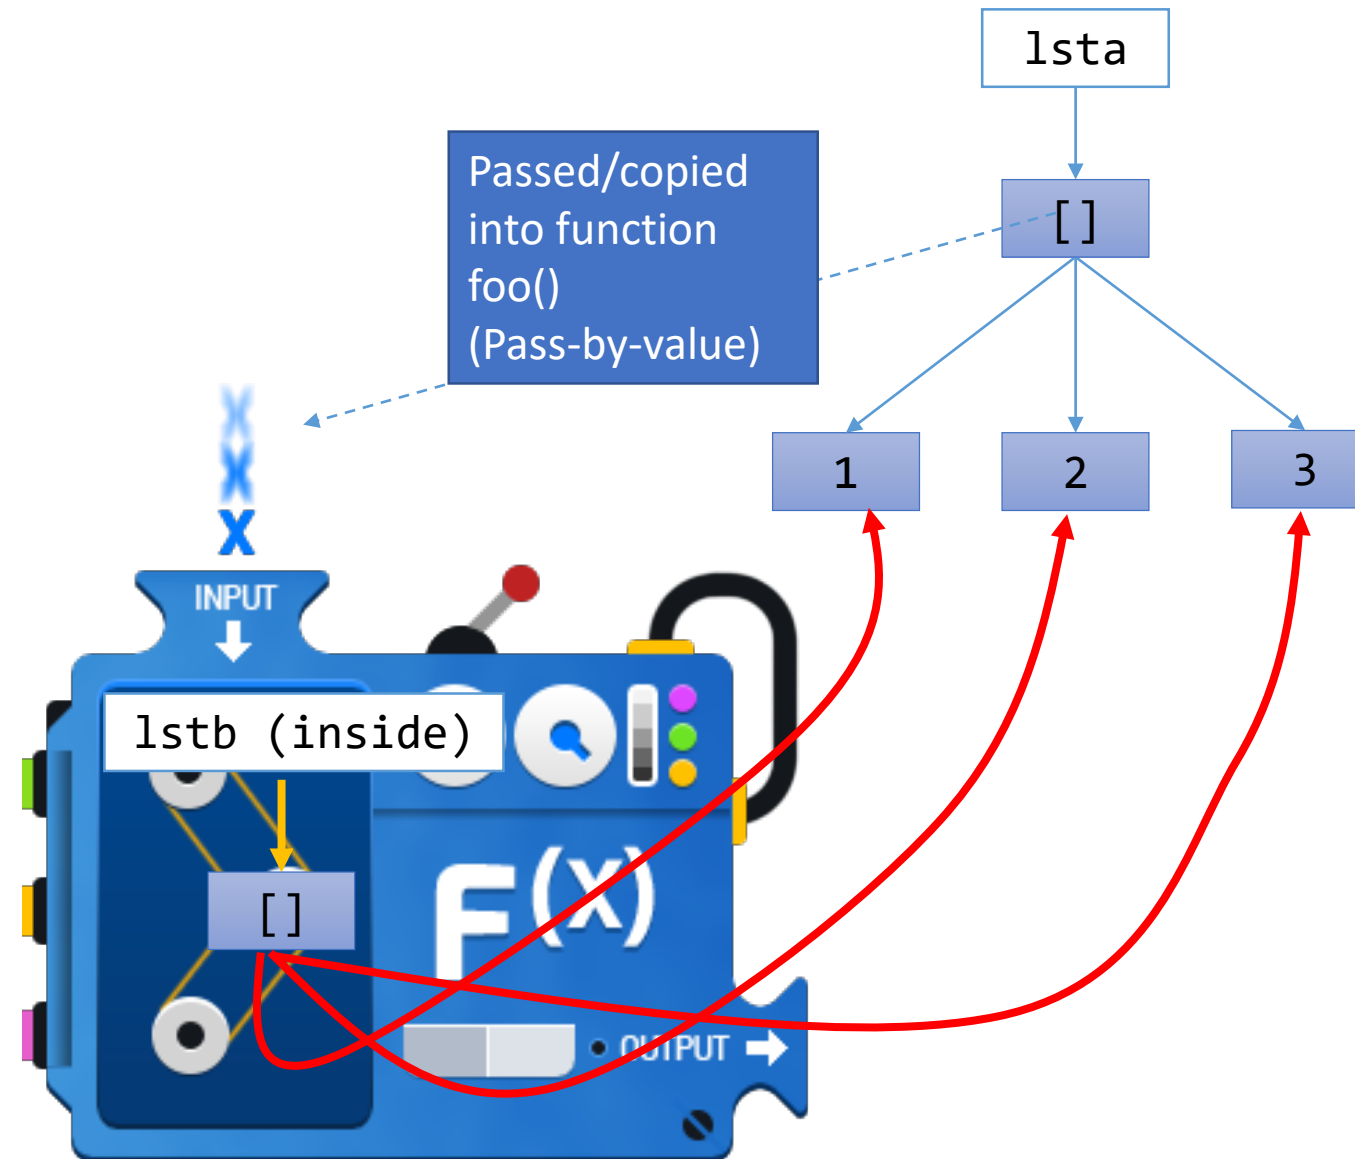 lsta
Passed/copied
into function
foo()
(Pass-by-value)
[]
1
2
3
X
X
X
INPUT
lstb (inside)
[]
F(X)
OUTPUT